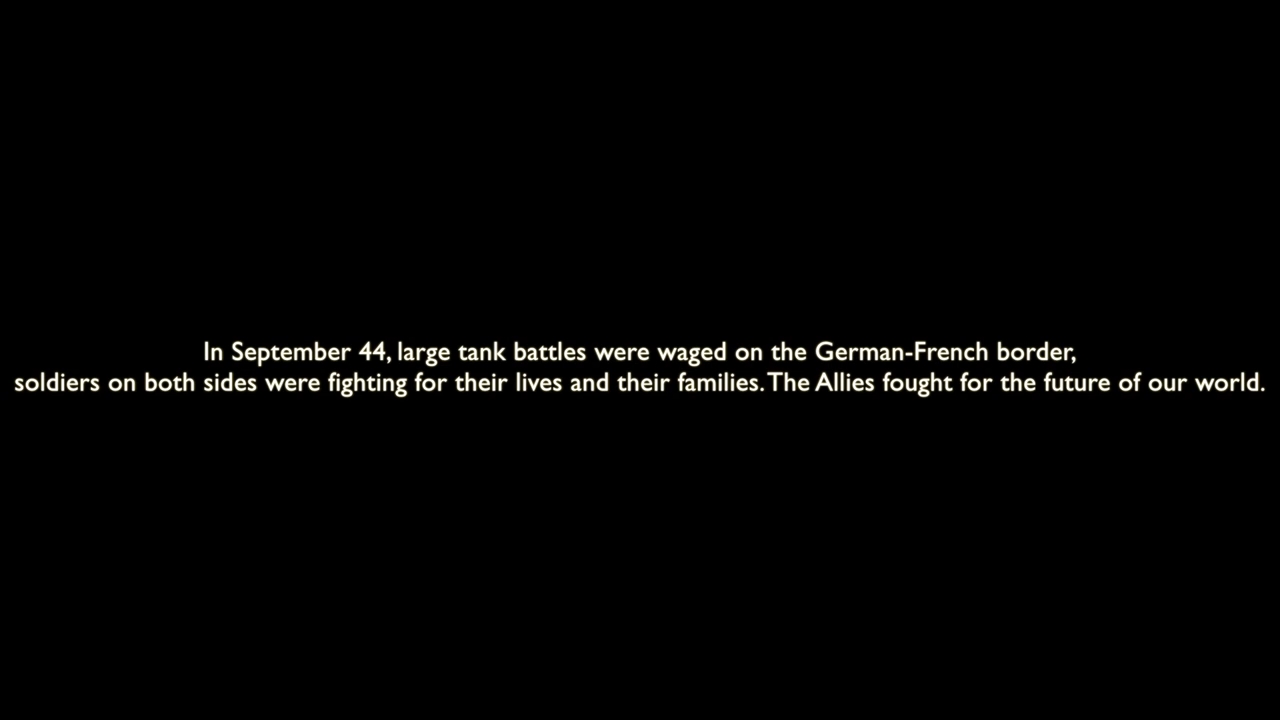 In September 44, large tank battles were waged on the German-French border,
soldiers on both sides were fighting for their lives and their families. The Allies fought for the future of our world.